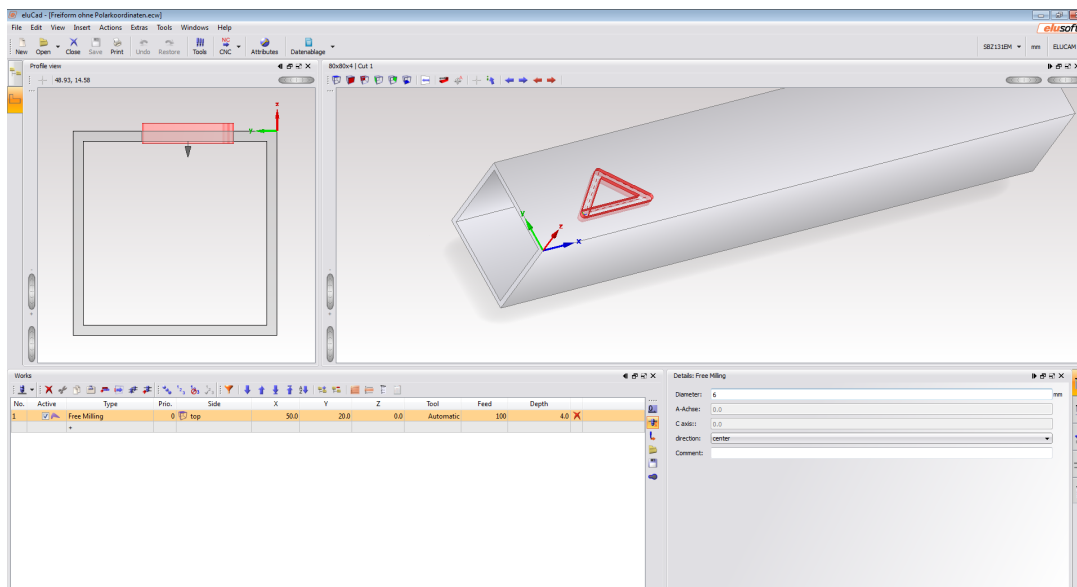 eluCad - [Freiform ohne Polarkoordinaten.ecw]
File Edit View Insert Actions Extras Tools Windows Help
elusoft
New Open Close Save Print Undo Restore Tools CNC Attributes Datenablage
SBZ131EM mm ELUCAM
Profile view
48.93, 14.58
80x80x4 | Cut 1
z
y
y
z
x
Works
No. Active Type Prio. Side X Y Z Tool Feed Depth
1 Free Milling 0 top 50.0 20.0 0.0 Automatic 100 4.0
+
Details: Free Milling
Diameter: 6 mm
A-Achse: 0.0
C axis:: 0.0
direction: center
Comment: